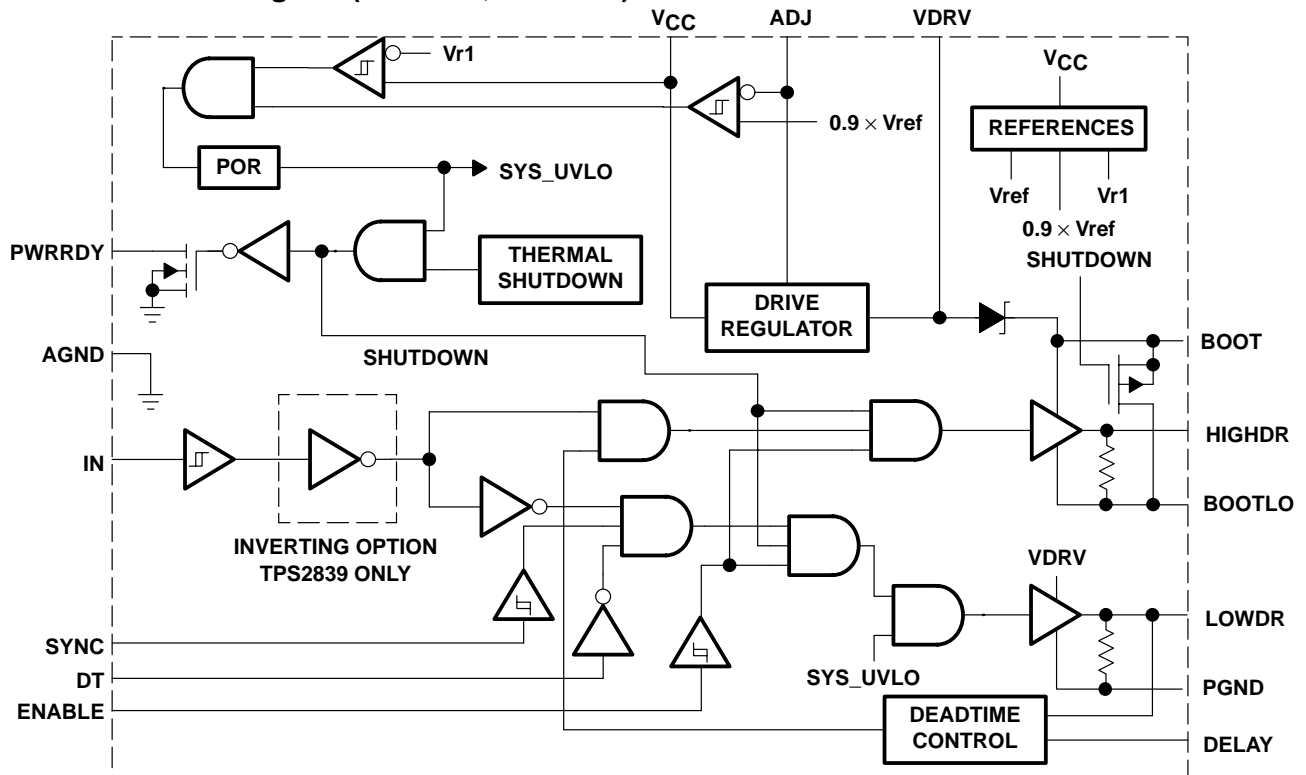 VCC
ADJ
VDRV
Vr1
VCC
0.9 × Vref
REFERENCES
POR
SYS_UVLO
Vref
Vr1
0.9 × Vref
PWRRDY
THERMAL
SHUTDOWN
SHUTDOWN
DRIVE
REGULATOR
AGND
SHUTDOWN
BOOT
IN
HIGHDR
BOOTLO
INVERTING OPTION
TPS2839 ONLY
VDRV
LOWDR
SYNC
DT
SYS_UVLO
PGND
ENABLE
DEADTIME
CONTROL
DELAY